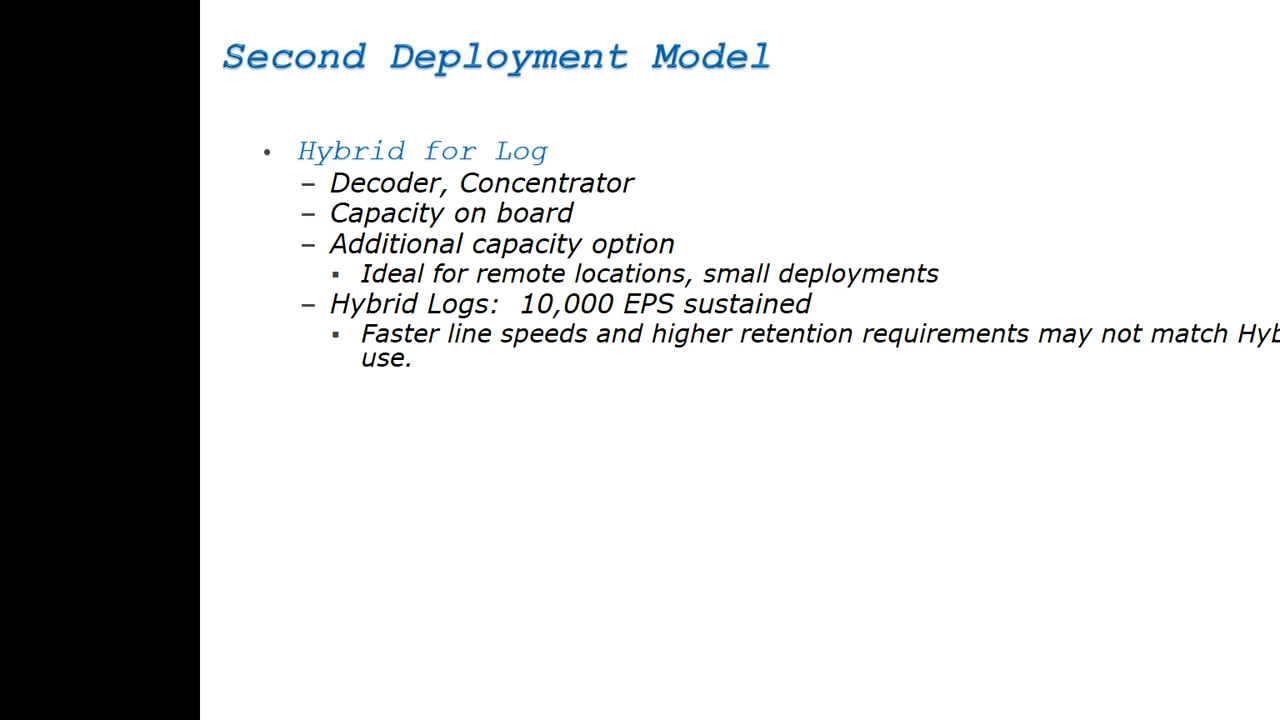 Second Deployment Model
• Hybrid for Log
– Decoder, Concentrator
– Capacity on board
– Additional capacity option
▪ Ideal for remote locations, small deployments
– Hybrid Logs:  10,000 EPS sustained
▪ Faster line speeds and higher retention requirements may not match
use.